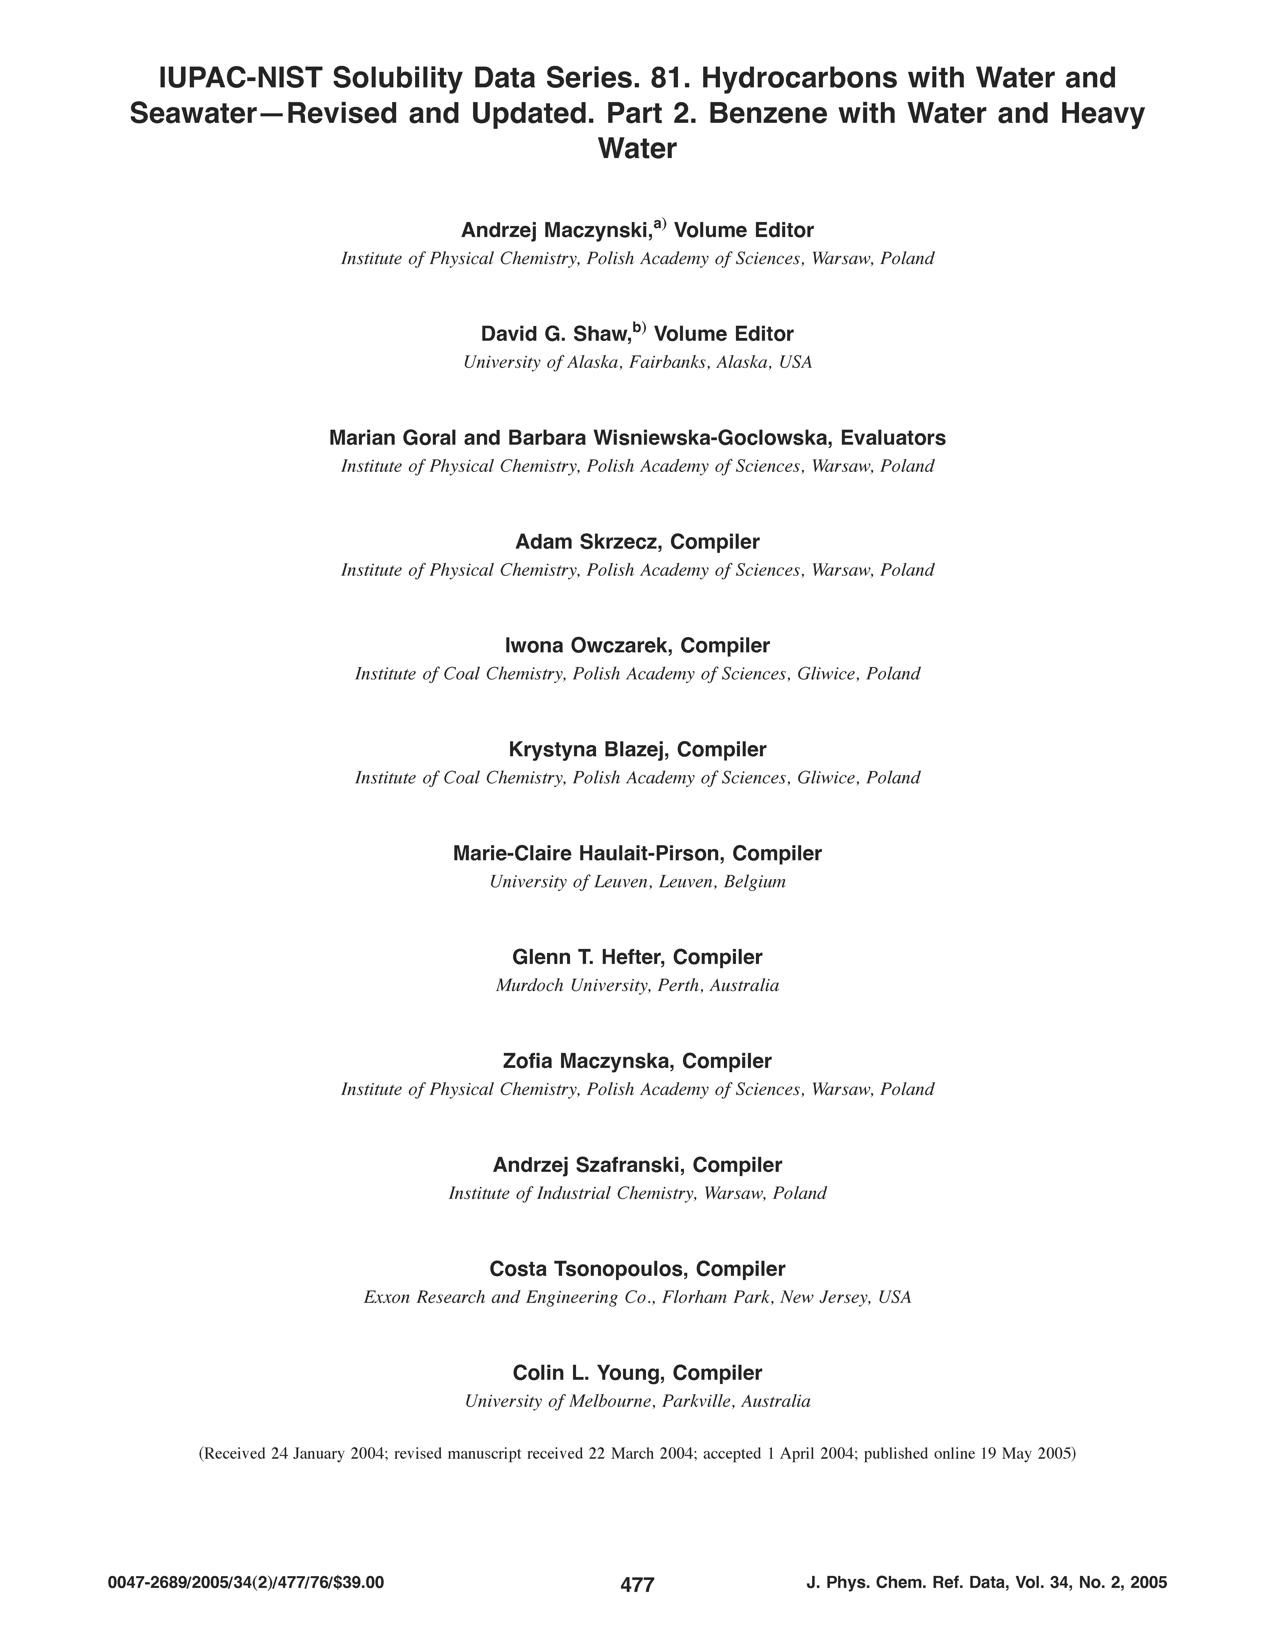 IUPAC-NIST Solubility Data Series. 81. Hydrocarbons with Water and
Seawater—Revised and Updated. Part 2. Benzene with Water and Heavy
Water
Andrzej Maczynski,a) Volume Editor
Institute of Physical Chemistry, Polish Academy of Sciences, Warsaw, Poland
David G. Shaw,b) Volume Editor
University of Alaska, Fairbanks, Alaska, USA
Marian Goral and Barbara Wisniewska-Goclowska, Evaluators
Institute of Physical Chemistry, Polish Academy of Sciences, Warsaw, Poland
Adam Skrzecz, Compiler
Institute of Physical Chemistry, Polish Academy of Sciences, Warsaw, Poland
Iwona Owczarek, Compiler
Institute of Coal Chemistry, Polish Academy of Sciences, Gliwice, Poland
Krystyna Blazej, Compiler
Institute of Coal Chemistry, Polish Academy of Sciences, Gliwice, Poland
Marie-Claire Haulait-Pirson, Compiler
University of Leuven, Leuven, Belgium
Glenn T. Hefter, Compiler
Murdoch University, Perth, Australia
Zofia Maczynska, Compiler
Institute of Physical Chemistry, Polish Academy of Sciences, Warsaw, Poland
Andrzej Szafranski, Compiler
Institute of Industrial Chemistry, Warsaw, Poland
Costa Tsonopoulos, Compiler
Exxon Research and Engineering Co., Florham Park, New Jersey, USA
Colin L. Young, Compiler
University of Melbourne, Parkville, Australia
(Received 24 January 2004; revised manuscript received 22 March 2004; accepted 1 April 2004; published online 19 May 2005)
0047-2689/2005/34(2)/477/76/$39.00
477
J. Phys. Chem. Ref. Data, Vol. 34, No. 2, 2005